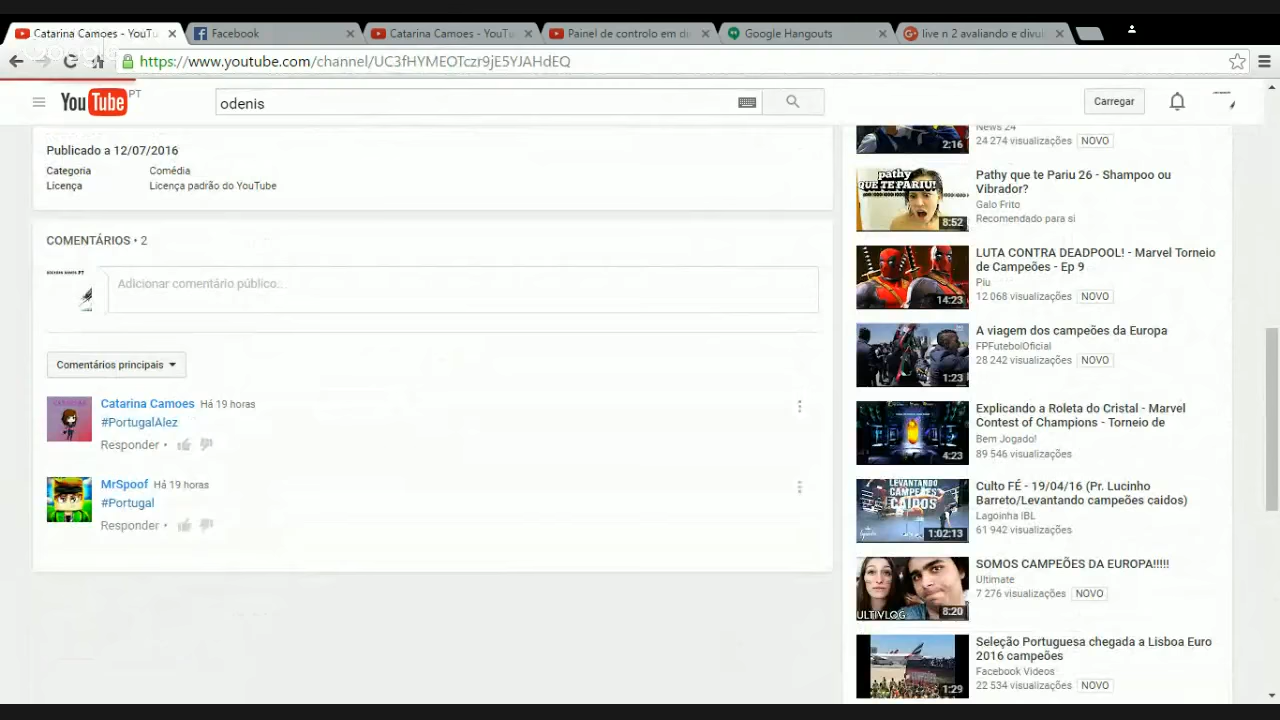 Catarina Camoes - YouTu
Facebook
Catarina Camoes - YouT
Painel de controlo em di
Google Hangouts
live n 2 avaliando e divul
https://www.youtube.com/channel/UC3fHYMEOTczr9jE5YJAHdEQ
YouTube PT
odenis
Carregar
Publicado a 12/07/2016
Categoria Comédia
Licença Licença padrão do YouTube
COMENTÁRIOS • 2
Adicionar comentário público...
Comentários principais
Catarina Camoes Há 19 horas
#PortugalAlez
Responder •
MrSpoof Há 19 horas
#Portugal
Responder •
News 24
24 274 visualizações NOVO
2:16
pathy
QUE TE PARIU!
8:52
Pathy que te Pariu 26 - Shampoo ou
Vibrador?
Galo Frito
Recomendado para si
14:23
LUTA CONTRA DEADPOOL! - Marvel Torneio
de Campeões - Ep 9
Piu
12 068 visualizações NOVO
1:23
A viagem dos campeões da Europa
FPFutebolOficial
28 242 visualizações NOVO
4:23
Explicando a Roleta do Cristal - Marvel
Contest of Champions - Torneio de
Bem Jogado!
89 546 visualizações
LEVANTANDO
CAMPEÕES
CAIDOS
1:02:13
Culto FÉ - 19/04/16 (Pr. Lucinho
Barreto/Levantando campeões caidos)
Lagoinha IBL
61 942 visualizações
ULTIVLOG
8:20
SOMOS CAMPEÕES DA EUROPA!!!!!
Ultimate
7 276 visualizações NOVO
1:29
Seleção Portuguesa chegada a Lisboa Euro
2016 campeões
Facebook Videos
22 534 visualizações NOVO